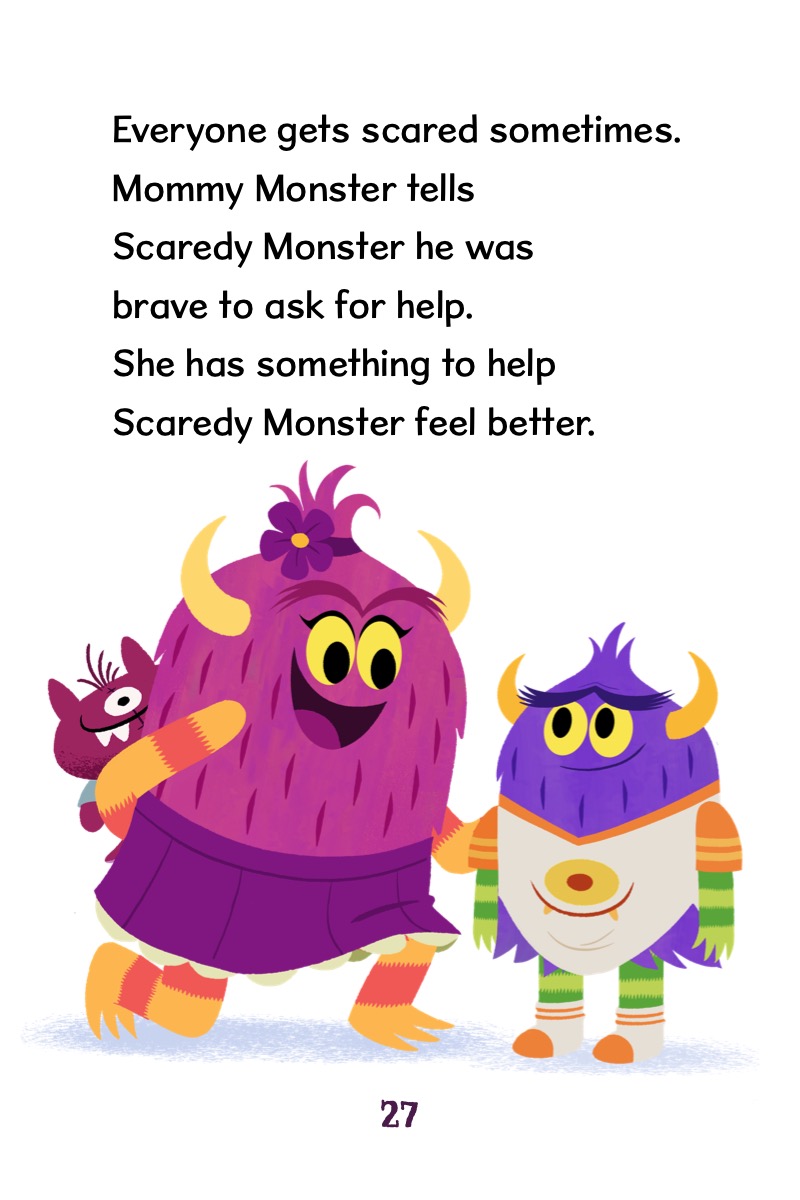 Everyone gets scared sometimes.
Mommy Monster tells
Scaredy Monster he was
brave to ask for help.
She has something to help
Scaredy Monster feel better.
27